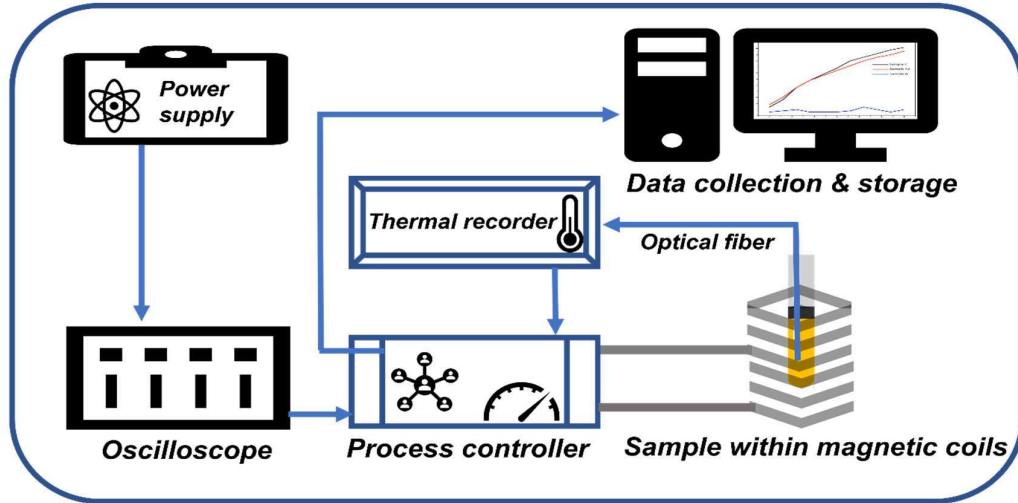 Power
supply
Data collection & storage
Thermal recorder
Optical fiber
Oscilloscope
Process controller
Sample within magnetic coils